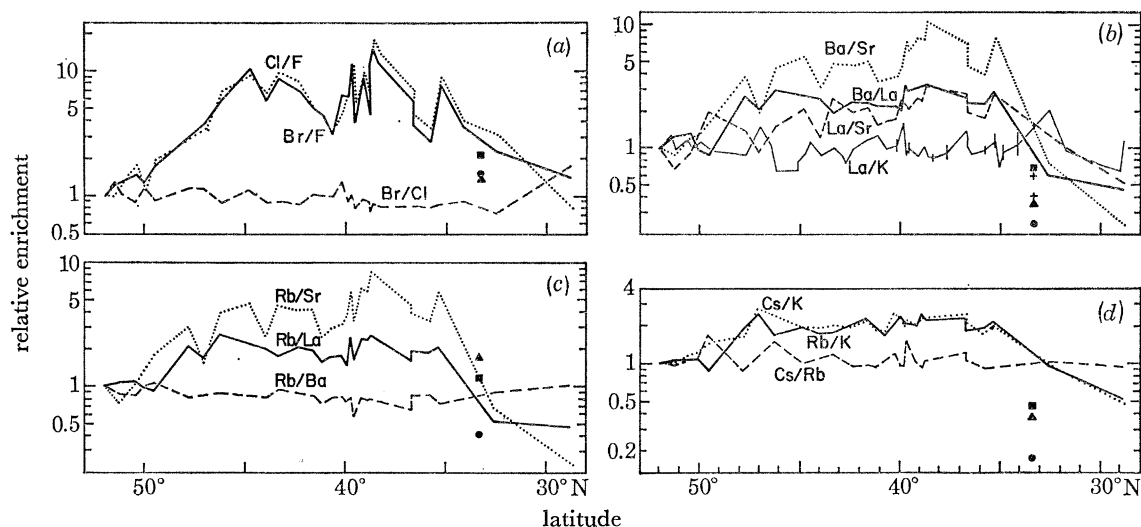 relative enrichment
(a)
10
5
1
0.5
Cl/F
Br/F
Br/Cl
(b)
10
5
1
0.5
Ba/Sr
Ba/La
La/Sr
La/K
(c)
10
5
1
0.5
Rb/Sr
Rb/La
Rb/Ba
50°
40°
30° N
(d)
4
2
1
0.5
0.2
Cs/K
Rb/K
Cs/Rb
50°
40°
30° N
latitude